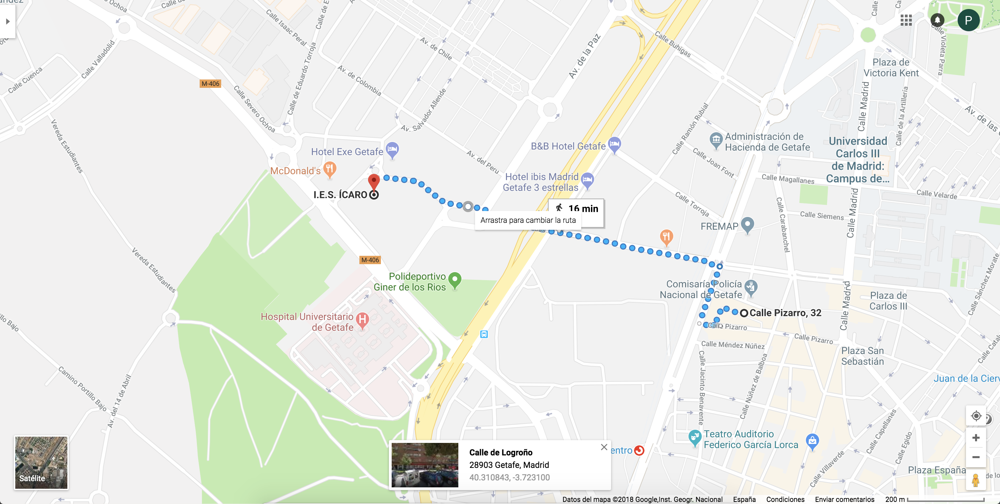 Calle Valladolid
Calle Cuenca
Calle Isaac Peral
Calle de Eduardo Torroja
Av. de Chile
Av. de la Paz
Calle Buhigas
P
Calle Violeta Parra
Plaza de
Victoria Kent
Av. de Colombia
M-406
Calle Severo Ochoa
Av. Salvador Allende
Vereda Estudiantes
Calle Madrid
Calle de la Artillería
Av. de las
Calle Ramón Rubial
Administración de
Hacienda de Getafe
Universidad
Carlos III
de Madrid:
Campus de...
Hotel Exe Getafe
B&B Hotel Getafe
Av. del Peru
Calle Joan Font
McDonald's
Hotel ibis Madrid
Getafe 3 estrellas
Calle Magallanes
Calle Velarde
I.E.S. ÍCARO
16 min
Arrastra para cambiar la ruta
Calle Torroja
Calle Carabanchel
Calle Siemens
Calle Madrid
FREMAP
Vereda Estudiantes
M-406
Polideportivo
Giner de los Rios
Comisaría Policía
Nacional de Getafe
Calle Madrid
Plaza de
Carlos III
Calle Sánchez Morate
Calle Pizarro, 32
Hospital Universitario
de Getafe
H
Calle Pizarro
Calle Pizarro
Calle Méndez Núñez
Plaza San
Sebastián
Calle Jacinto Benavente
Calle Núñez de Balboa
Camino Portillo Bajo
Av. del 14 de Abril
Juan de la Cierv
Teatro Auditorio
Federico García Lorca
Calle Capellanes
Calle Egido
Calle Villaverde
Plaza España
entro
Satélite
Calle de Logroño
28903 Getafe, Madrid
40.310843, -3.723100
Datos del mapa ©2018 Google,Inst. Geogr. Nacional España Condiciones Enviar comentarios 200 m